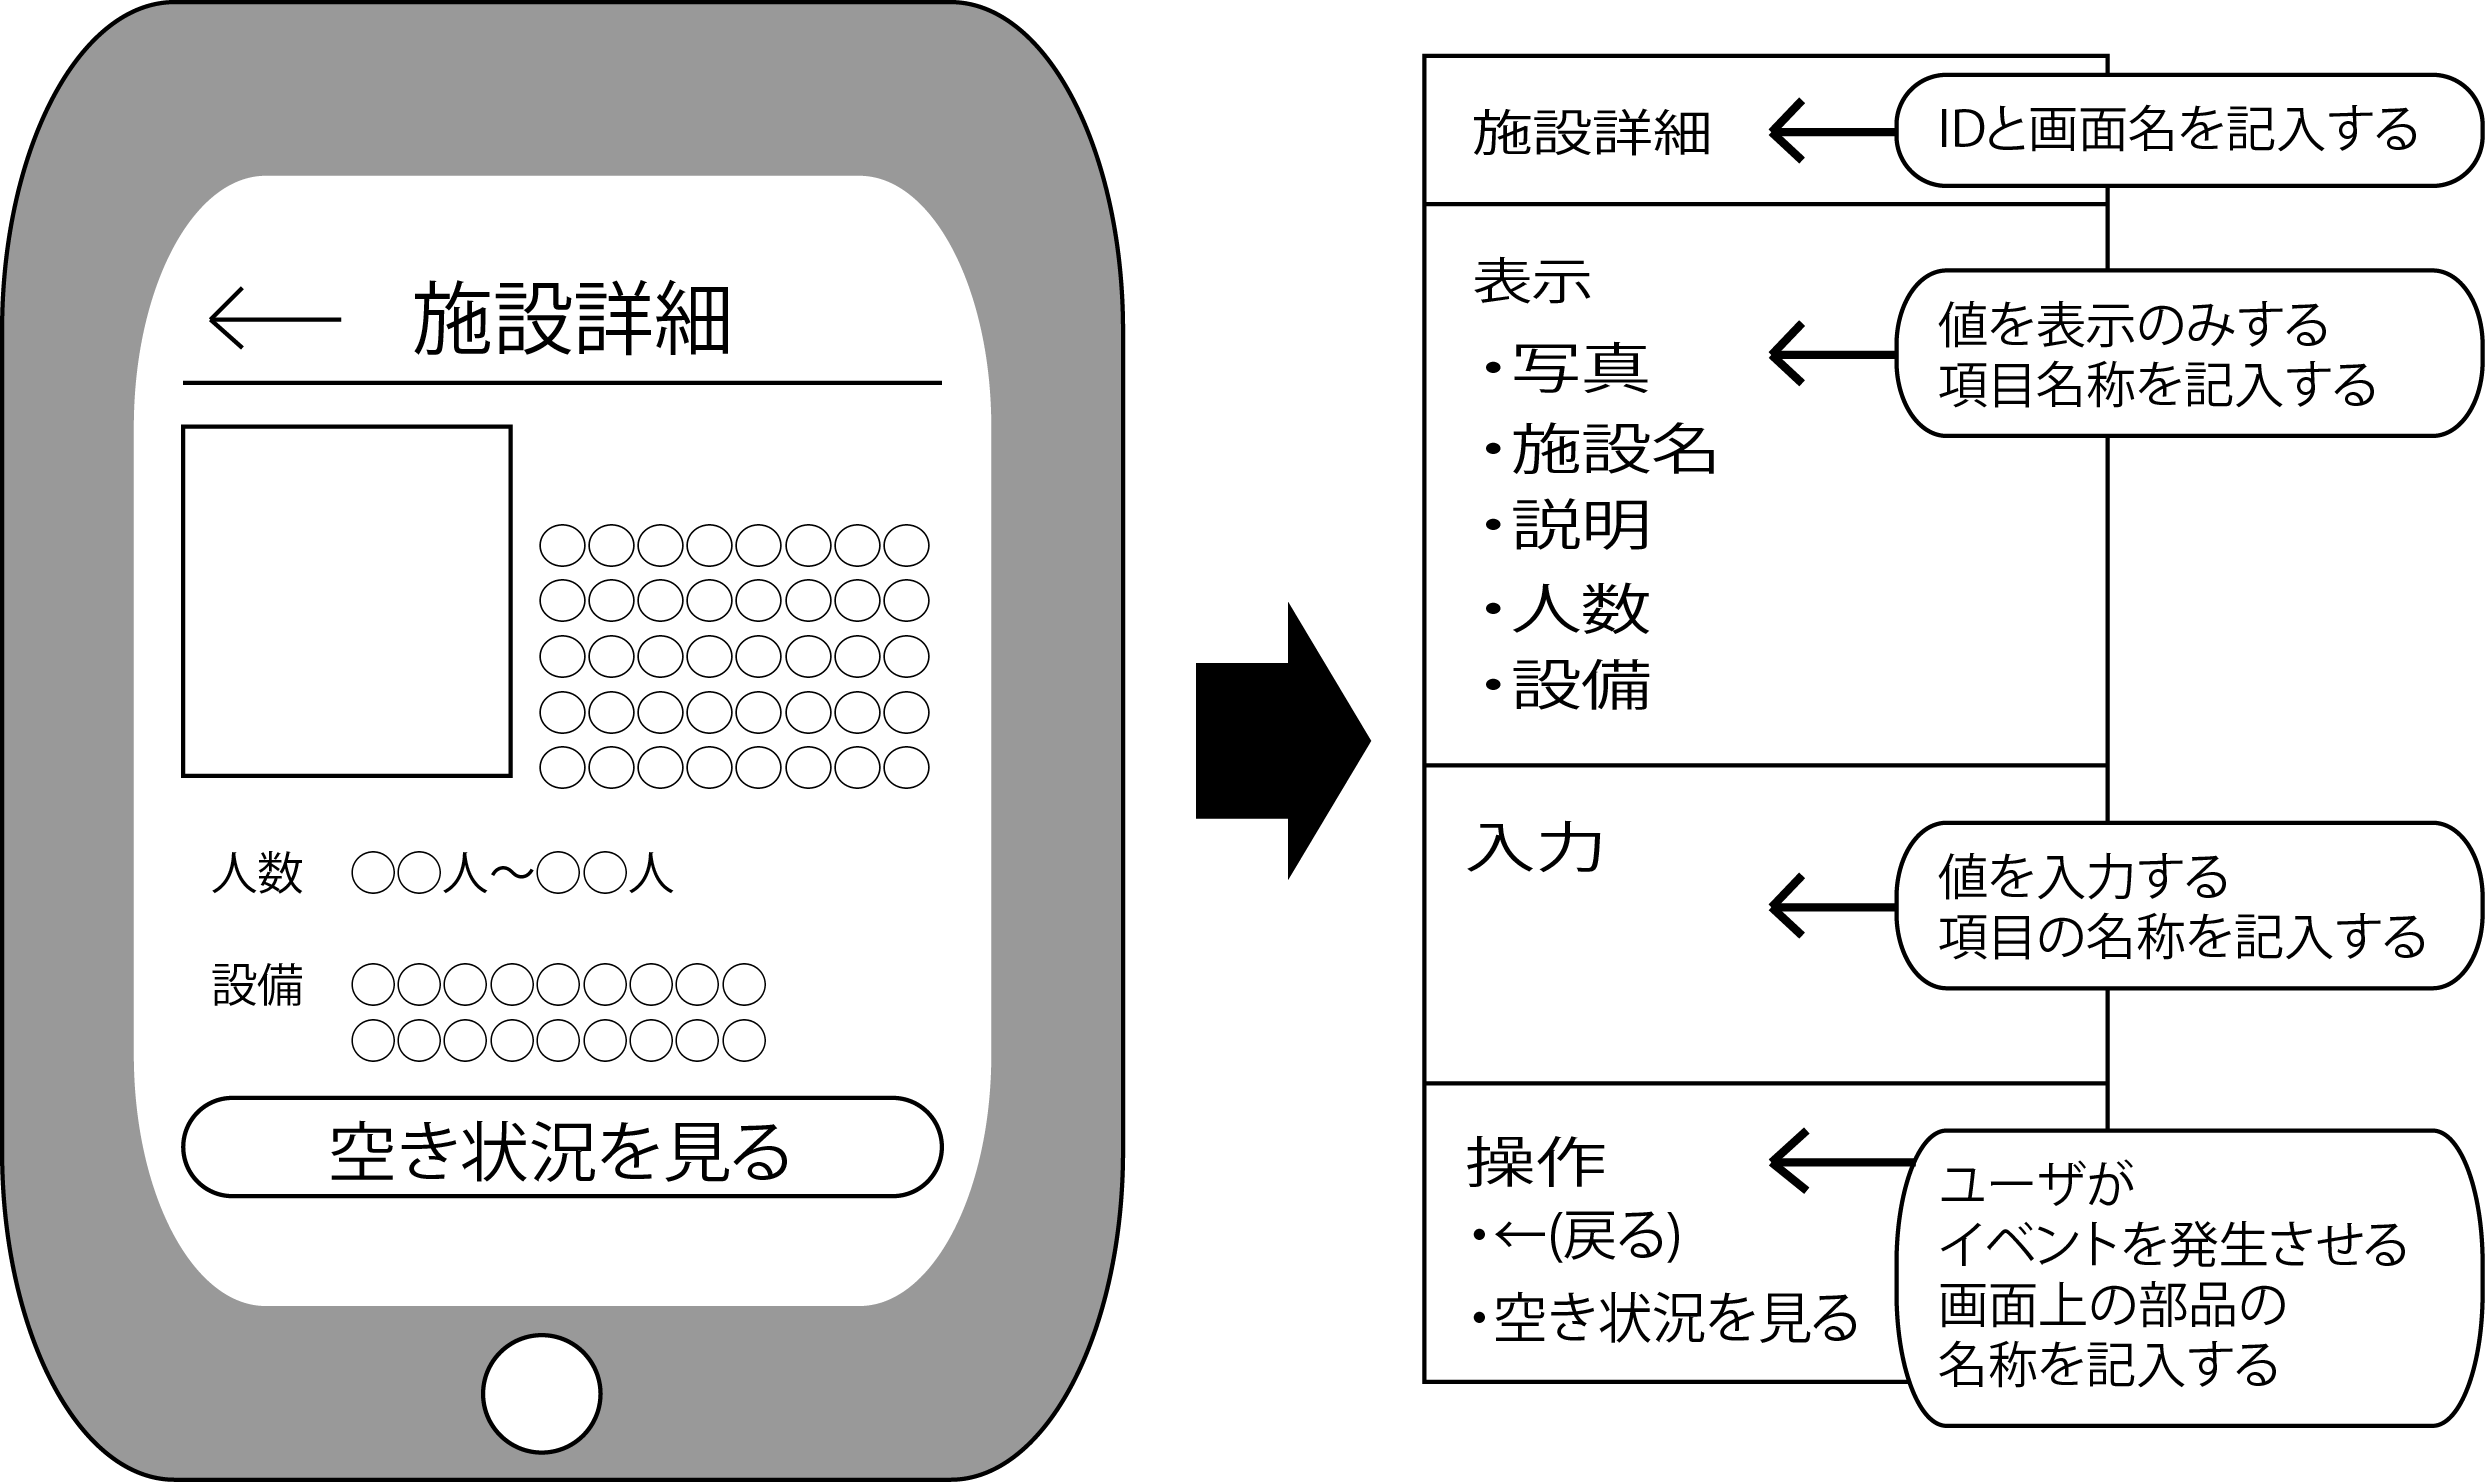 ← 施設詳細
○○○○○○○○
○○○○○○○○
○○○○○○○○
○○○○○○○○
○○○○○○○○
人数 ○○人～○○人
設備 ○○○○○○○○○
○○○○○○○○○
空き状況を見る
施設詳細
IDと画面名を記入する
表示
・写真
・施設名
・説明
・人数
・設備
値を表示のみする
項目名称を記入する
入力
値を入力する
項目の名称を記入する
操作
・←(戻る)
・空き状況を見る
ユーザが
イベントを発生させる
画面上の部品の
名称を記入する